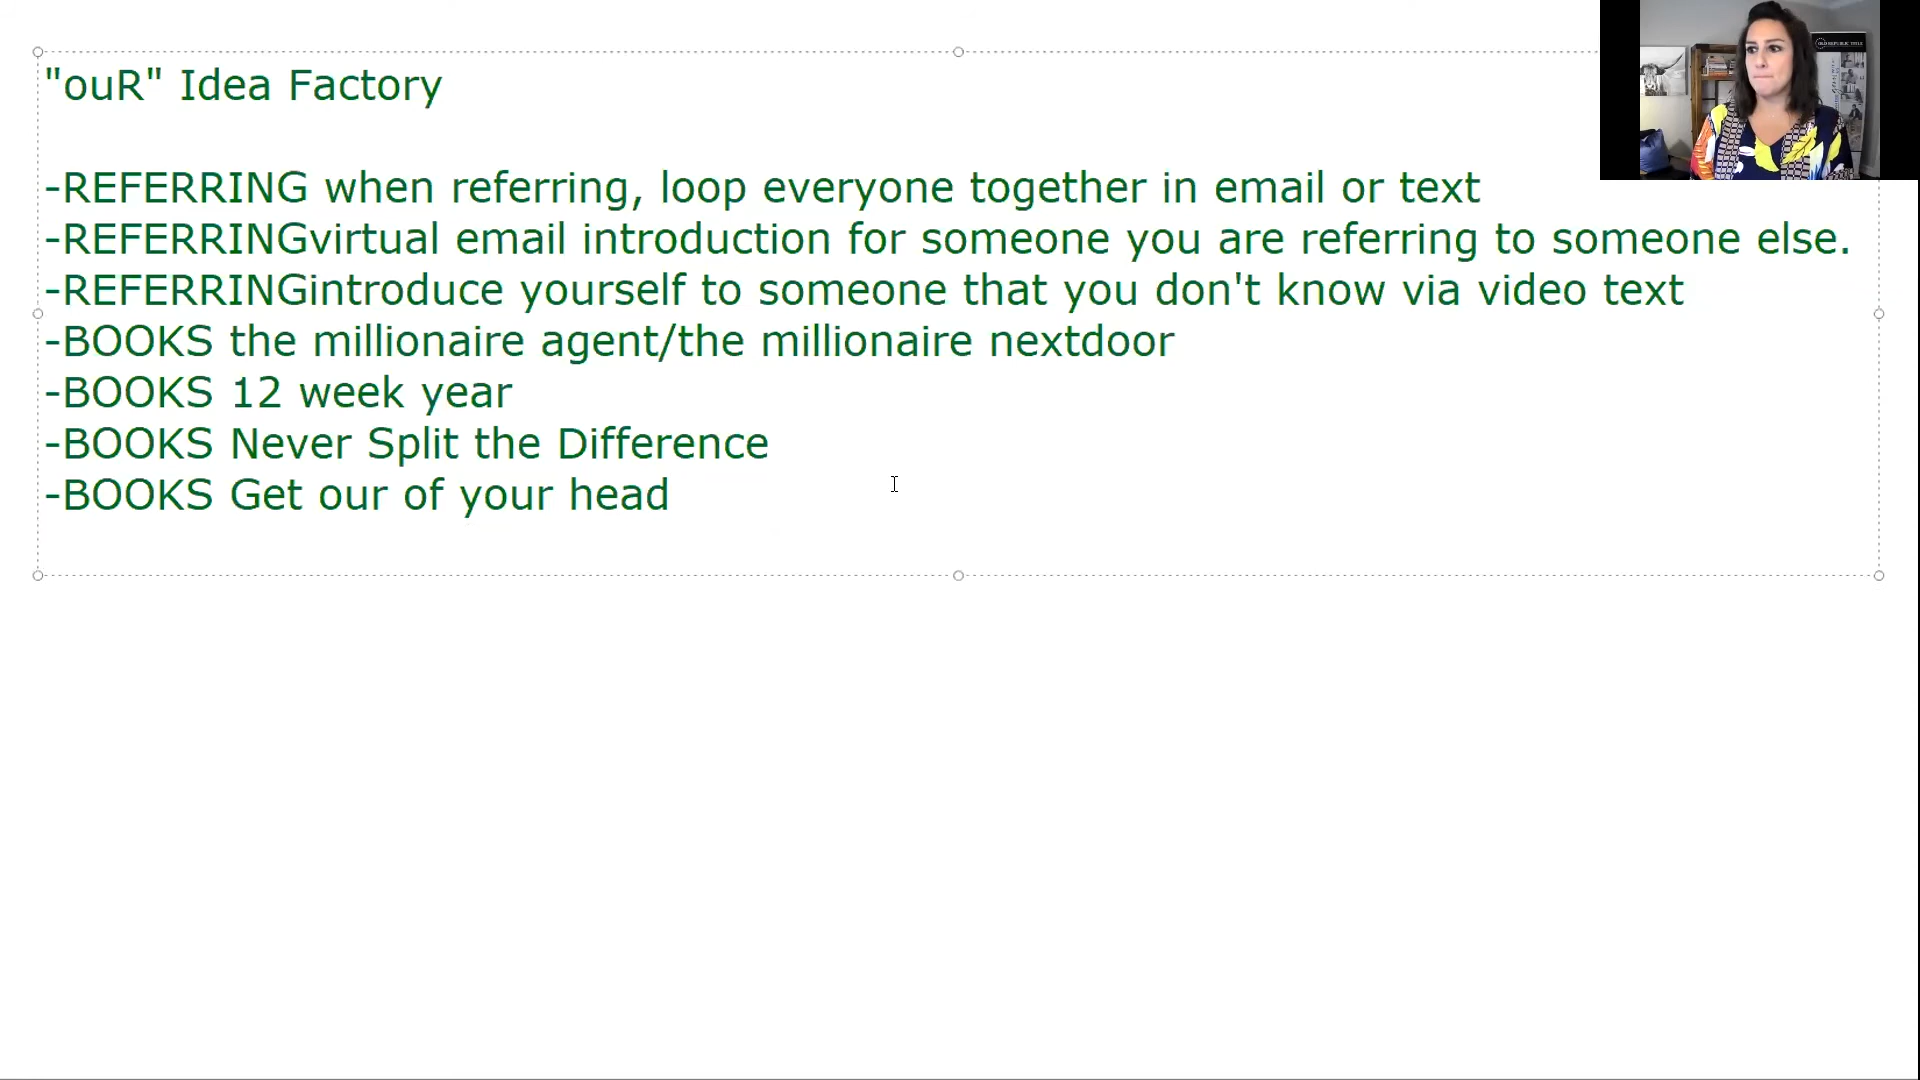 "ouR" Idea Factory
-REFERRING when referring, loop everyone together in email or text
-REFERRINGvirtual email introduction for someone you are referring to someone else.
-REFERRINGintroduce yourself to someone that you don't know via video text
-BOOKS the millionaire agent/the millionaire nextdoor
-BOOKS 12 week year
-BOOKS Never Split the Difference
-BOOKS Get our of your head
OLD REPUBLIC TITLE